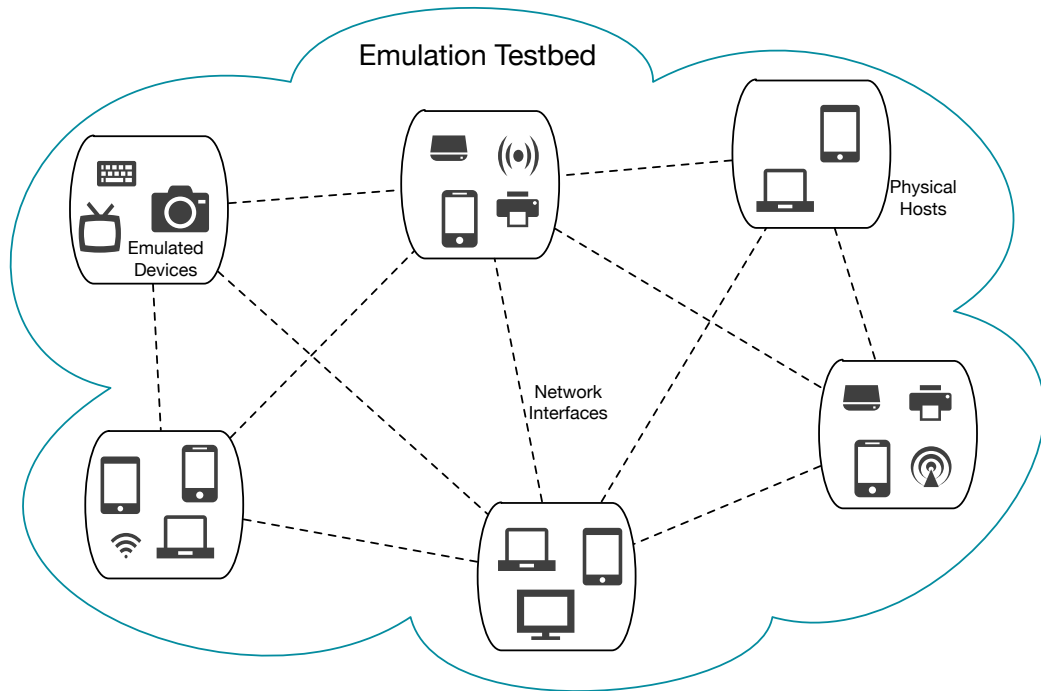 Emulation Testbed
Physical
Hosts
Emulated
Devices
Network
Interfaces